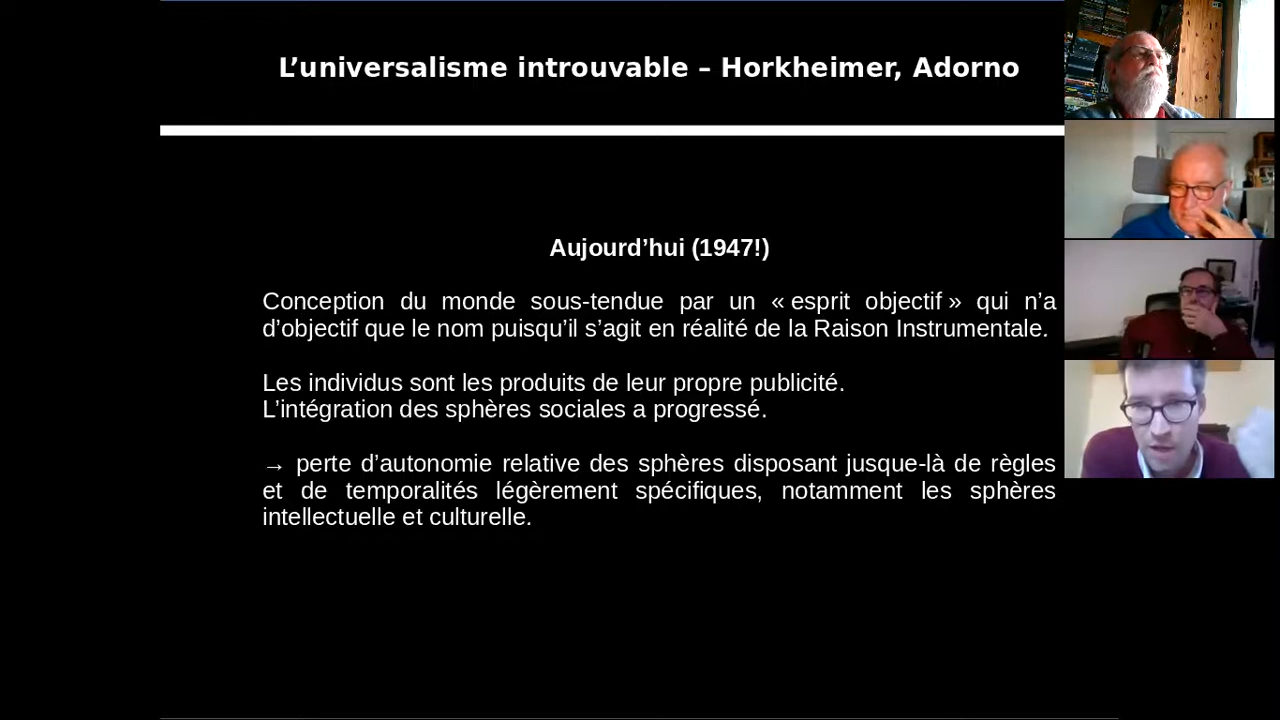 L’universalisme introuvable – Horkheimer, Adorno
Aujourd’hui (1947!)
Conception du monde sous-tendue par un « esprit objectif » qui n’a
d’objectif que le nom puisqu’il s’agit en réalité de la Raison Instrumentale.
Les individus sont les produits de leur propre publicité.
L’intégration des sphères sociales a progressé.
→ perte d’autonomie relative des sphères disposant jusque-là de règles
et de temporalités légèrement spécifiques, notamment les sphères
intellectuelle et culturelle.